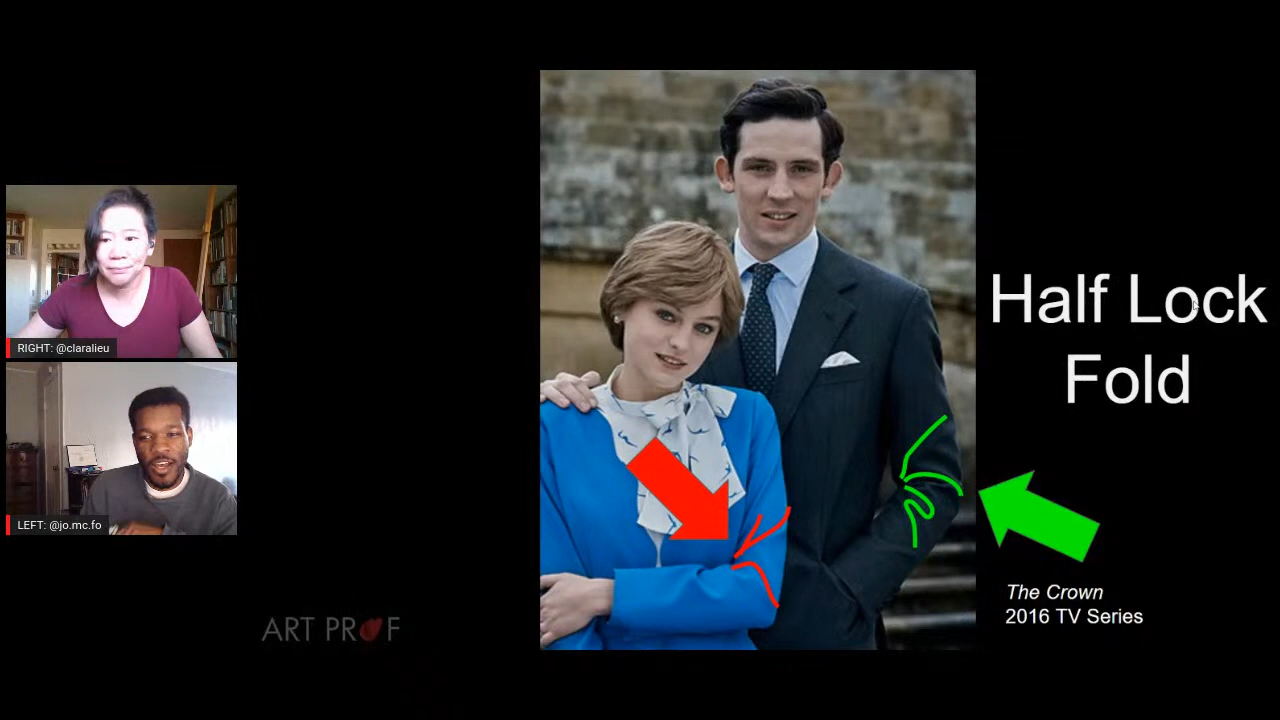 RIGHT: @claralieu
LEFT: @jo.mc.fo
ART PROF
Half Lock
Fold
The Crown
2016 TV Series